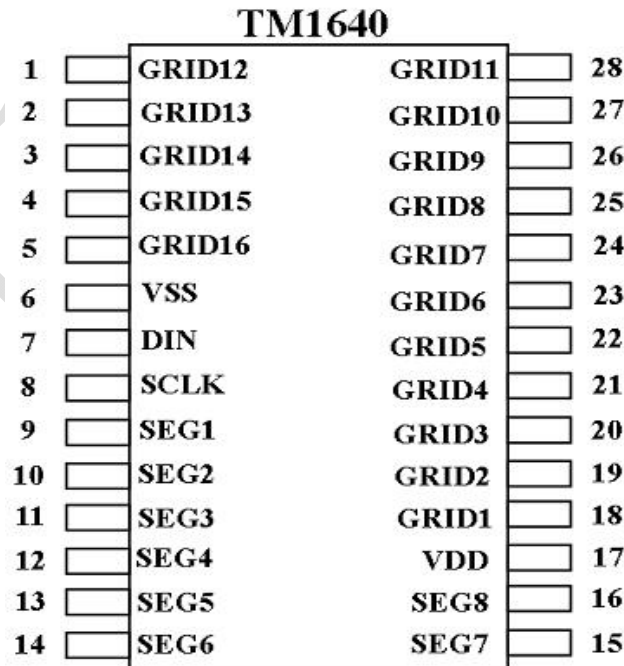 TM1640
1 GRID12 GRID11 28
2 GRID13 GRID10 27
3 GRID14 GRID9 26
4 GRID15 GRID8 25
5 GRID16 GRID7 24
6 VSS GRID6 23
7 DIN GRID5 22
8 SCLK GRID4 21
9 SEG1 GRID3 20
10 SEG2 GRID2 19
11 SEG3 GRID1 18
12 SEG4 VDD 17
13 SEG5 SEG8 16
14 SEG6 SEG7 15